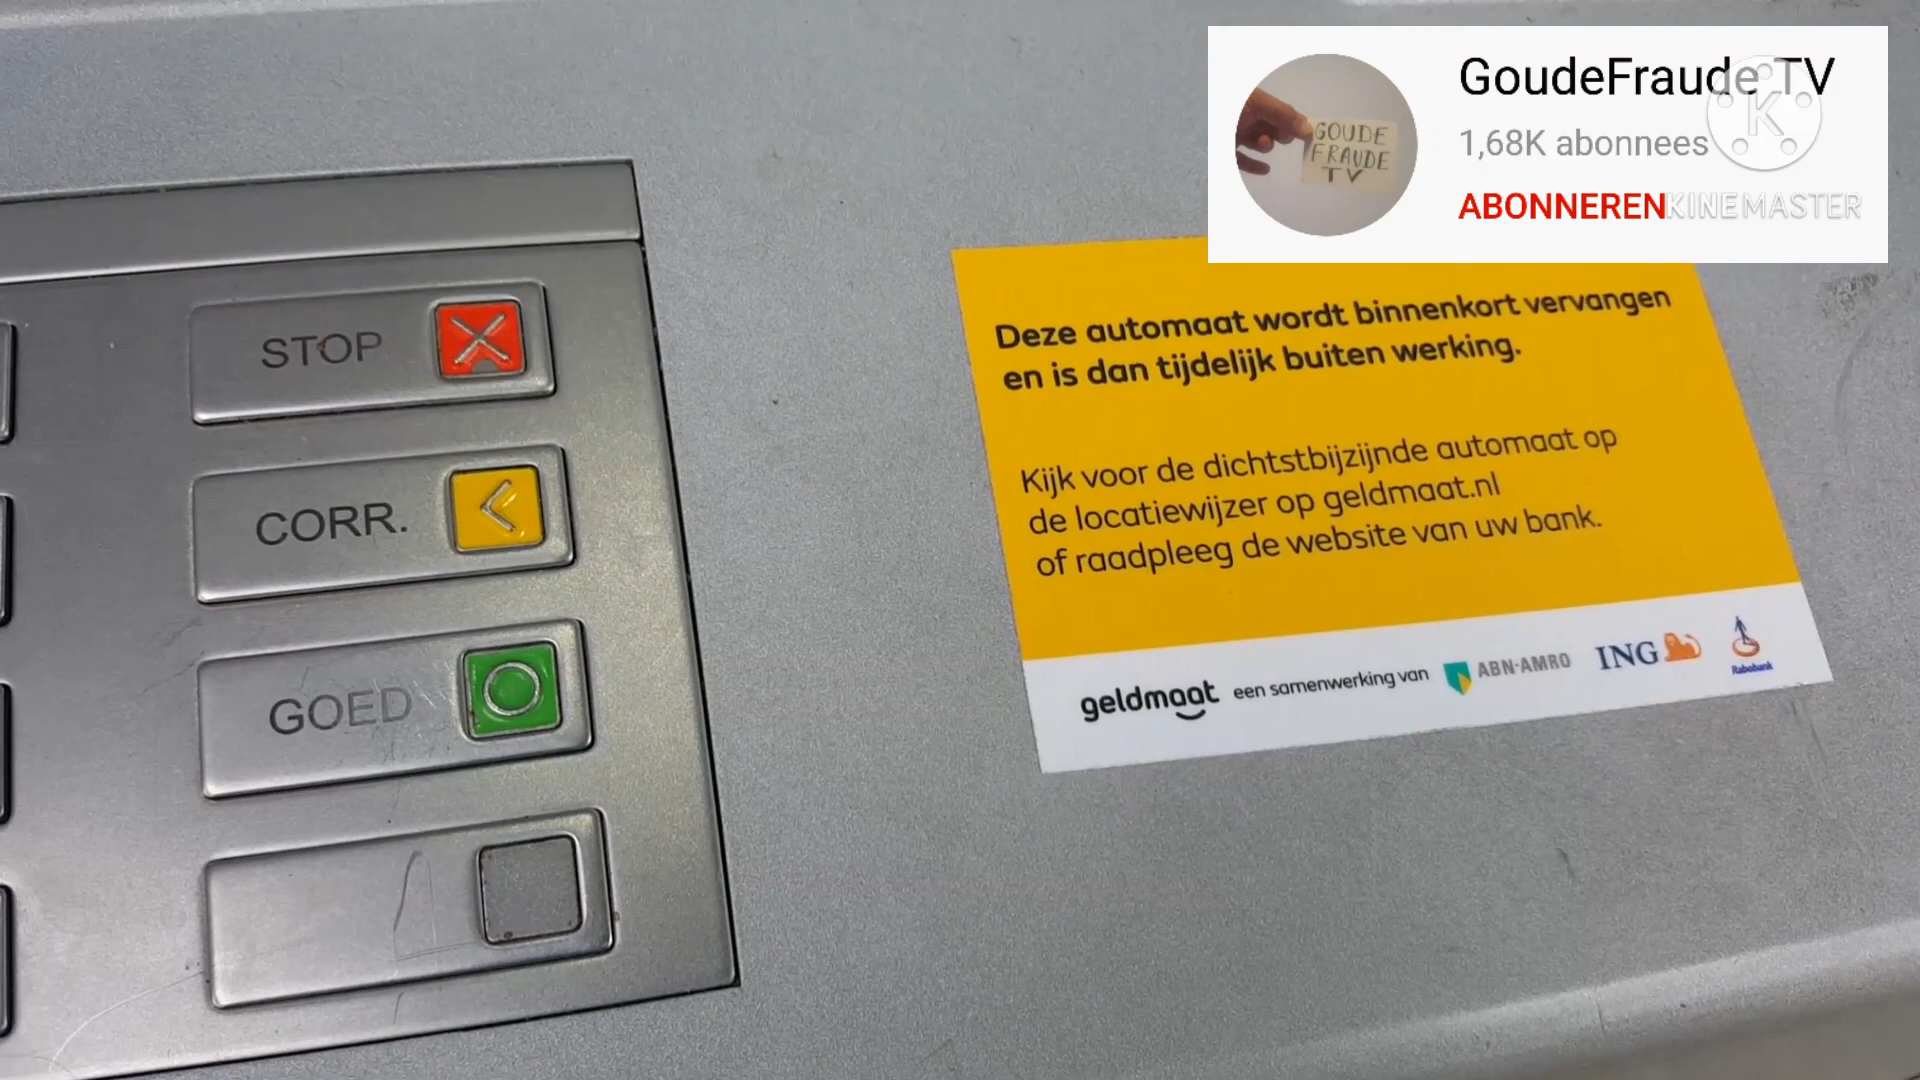 GoudeFraude TV
1,68K abonnees
ABONNEREN
KINEMASTER
K
GOUDE
FRAUDE
TV
STOP
CORR.
GOED
Deze automaat wordt binnenkort vervangen
en is dan tijdelijk buiten werking.
Kijk voor de dichtstbijzijnde automaat op
de locatiewijzer op geldmaat.nl
of raadpleeg de website van uw bank.
geldmaat een samenwerking van ABN·AMRO ING Rabobank